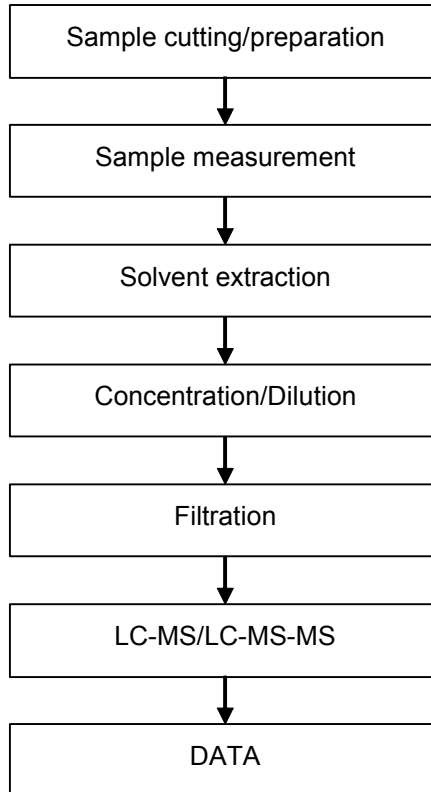 Sample cutting/preparation
Sample measurement
Solvent extraction
Concentration/Dilution
Filtration
LC-MS/LC-MS-MS
DATA